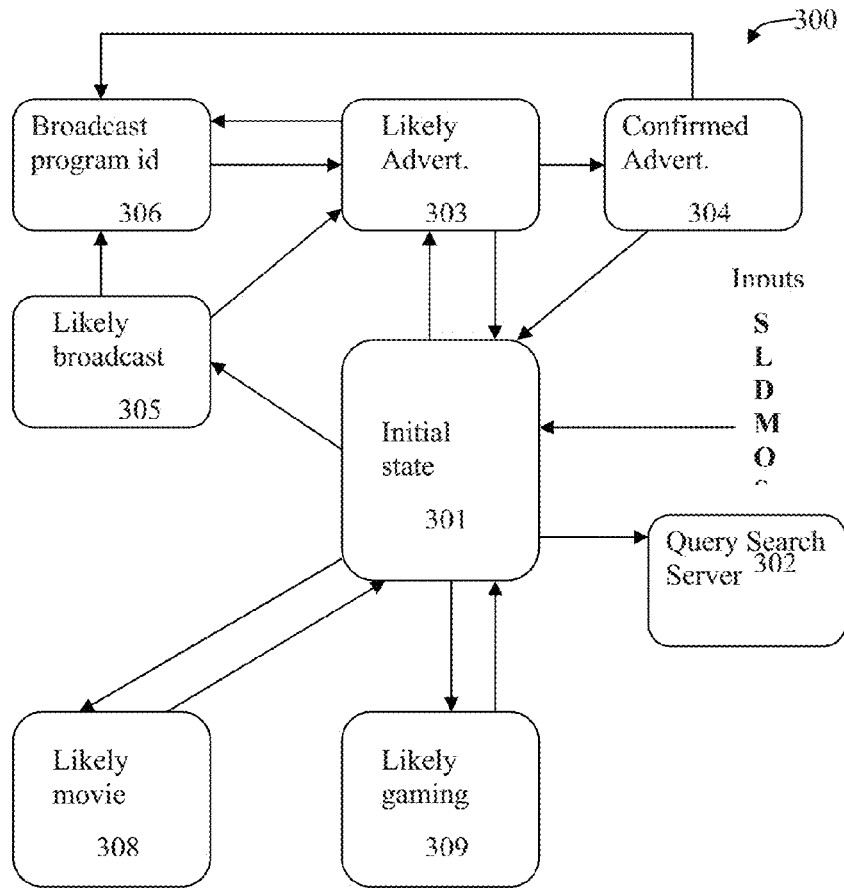 300
Broadcast
program id
306
Likely
Advert.
303
Confirmed
Advert.
304
Inputs
S
L
D
M
O
Likely
broadcast
305
Initial
state
301
Query Search
Server 302
Likely
movie
308
Likely
gaming
309